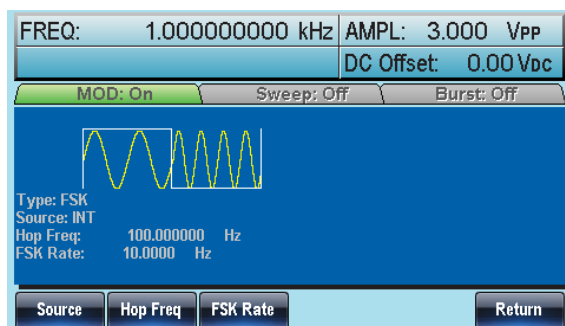 FREQ: 1.000000000 kHz AMPL: 3.000 VPP
DC Offset: 0.00 VDC
MOD: On Sweep: Off Burst: Off
Type: FSK
Source: INT
Hop Freq: 100.000000 Hz
FSK Rate: 10.0000 Hz
Source Hop Freq FSK Rate Return